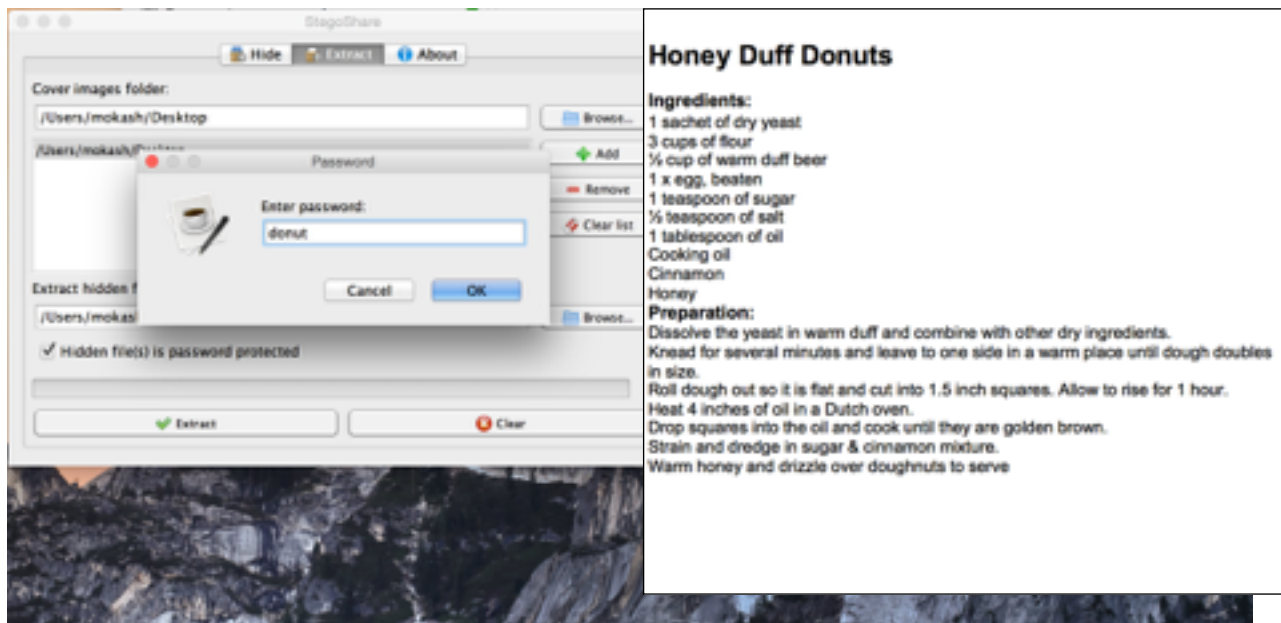 StegoShare
Hide
Extract
About
Cover images folder:
/Users/mokash/Desktop
Browse...
/Users/mokash/Desktop
Add
Remove
Clear list
Password
Enter password:
donut
Cancel
OK
Extract hidden f
/Users/mokas
Browse...
Hidden file(s) is password protected
Extract
Clear
Honey Duff Donuts
Ingredients:
1 sachet of dry yeast
3 cups of flour
½ cup of warm duff beer
1 x egg, beaten
1 teaspoon of sugar
½ teaspoon of salt
1 tablespoon of oil
Cooking oil
Cinnamon
Honey
Preparation:
Dissolve the yeast in warm duff and combine with other dry ingredients.
Knead for several minutes and leave to one side in a warm place until dough doubles
in size.
Roll dough out so it is flat and cut into 1.5 inch squares. Allow to rise for 1 hour.
Heat 4 inches of oil in a Dutch oven.
Drop squares into the oil and cook until they are golden brown.
Strain and dredge in sugar & cinnamon mixture.
Warm honey and drizzle over doughnuts to serve